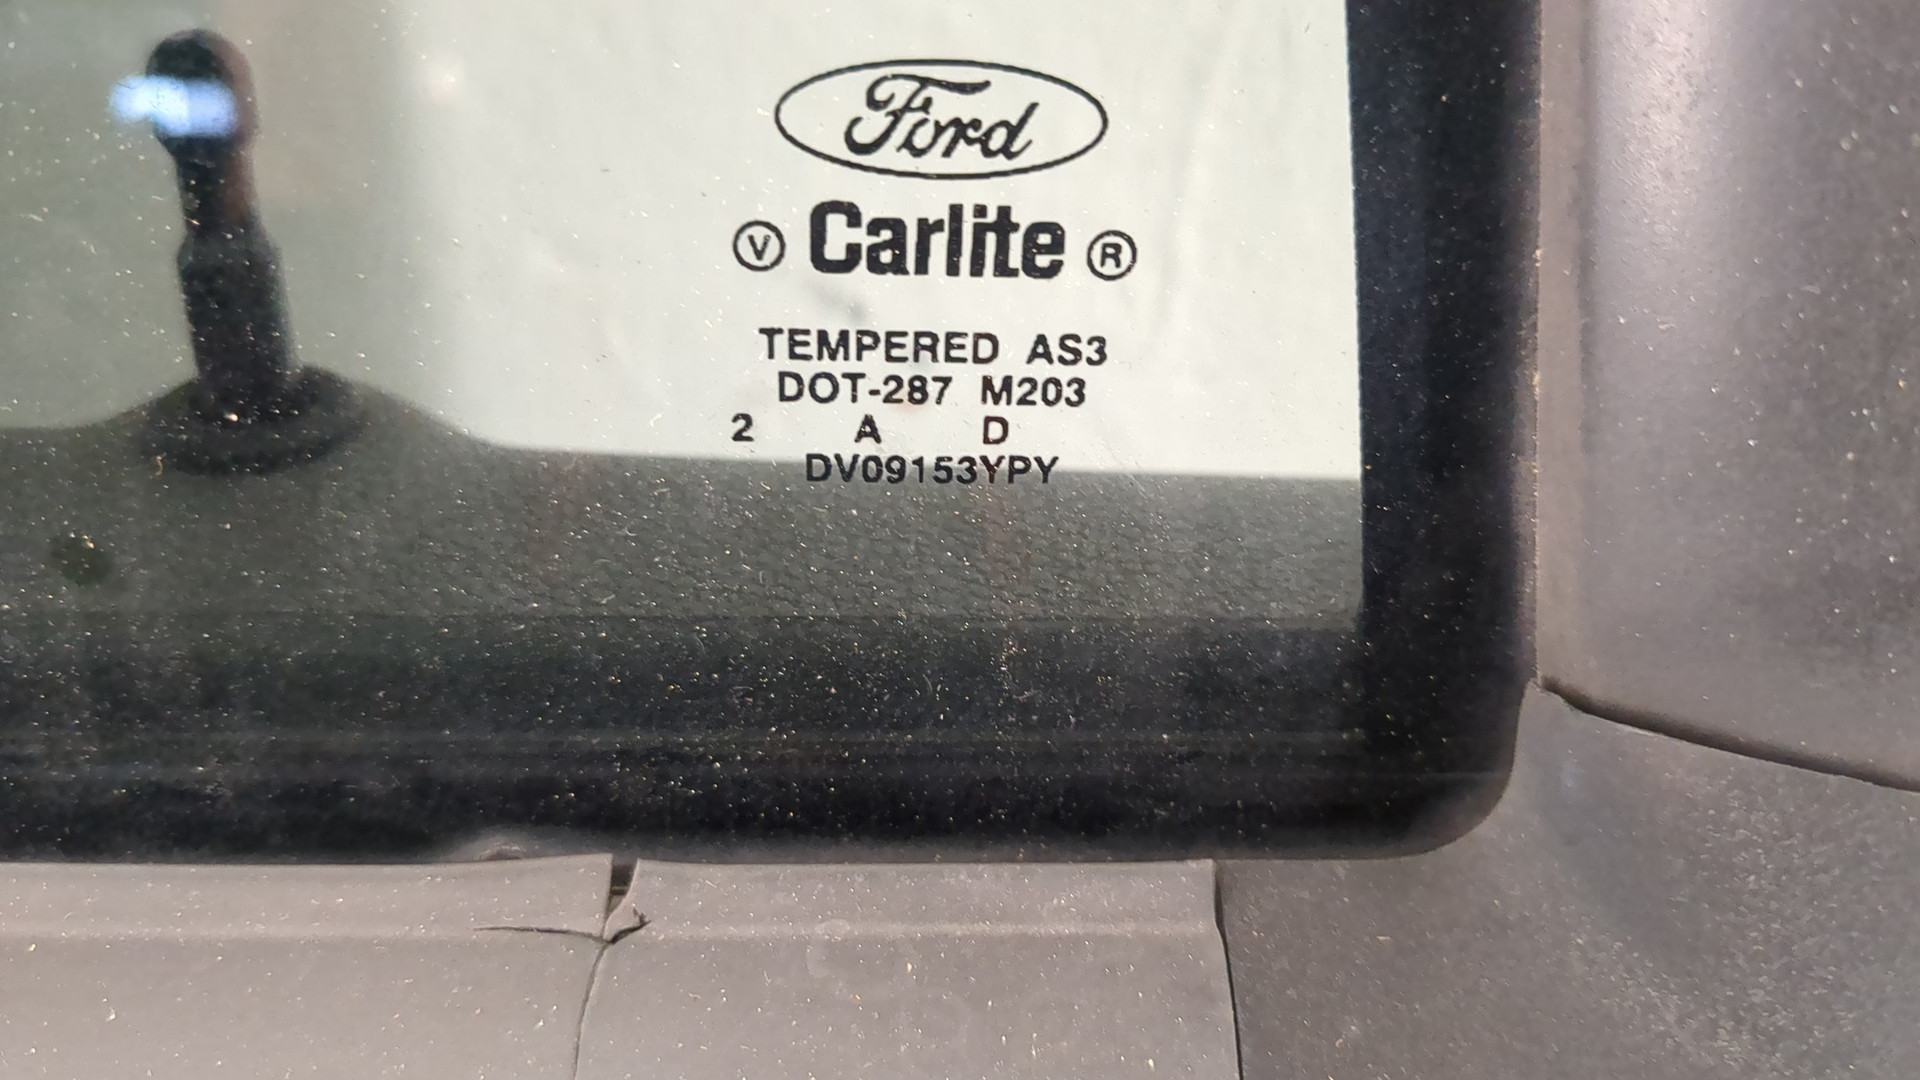 Ford
V Carlite R
TEMPERED AS3
DOT-287 M203
2 A D
DV09153YPY